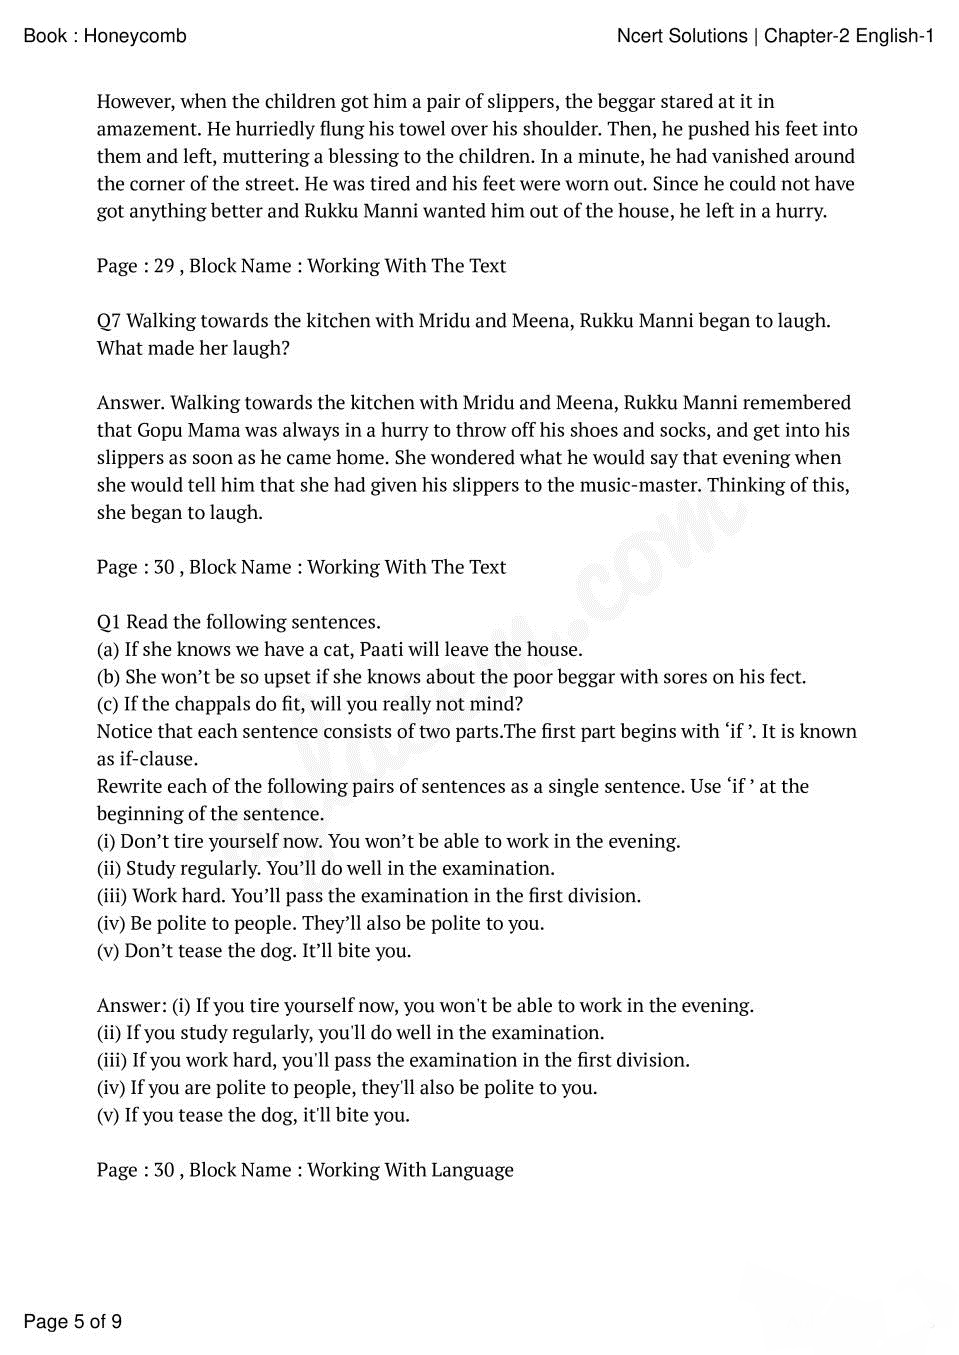 Book : Honeycomb
Ncert Solutions | Chapter-2 English-1
However, when the children got him a pair of slippers, the beggar stared at it in
amazement. He hurriedly flung his towel over his shoulder. Then, he pushed his feet into
them and left, muttering a blessing to the children. In a minute, he had vanished around
the corner of the street. He was tired and his feet were worn out. Since he could not have
got anything better and Rukku Manni wanted him out of the house, he left in a hurry.
Page : 29 , Block Name : Working With The Text
Q7 Walking towards the kitchen with Mridu and Meena, Rukku Manni began to laugh.
What made her laugh?
Answer. Walking towards the kitchen with Mridu and Meena, Rukku Manni remembered
that Gopu Mama was always in a hurry to throw off his shoes and socks, and get into his
slippers as soon as he came home. She wondered what he would say that evening when
she would tell him that she had given his slippers to the music-master. Thinking of this,
she began to laugh.
Page : 30 , Block Name : Working With The Text
Q1 Read the following sentences.
(a) If she knows we have a cat, Paati will leave the house.
(b) She won’t be so upset if she knows about the poor beggar with sores on his fect.
(c) If the chappals do fit, will you really not mind?
Notice that each sentence consists of two parts.The first part begins with ‘if ’. It is known
as if-clause.
Rewrite each of the following pairs of sentences as a single sentence. Use ‘if ’ at the
beginning of the sentence.
(i) Don’t tire yourself now. You won’t be able to work in the evening.
(ii) Study regularly. You’ll do well in the examination.
(iii) Work hard. You’ll pass the examination in the first division.
(iv) Be polite to people. They’ll also be polite to you.
(v) Don’t tease the dog. It’ll bite you.
Answer: (i) If you tire yourself now, you won't be able to work in the evening.
(ii) If you study regularly, you'll do well in the examination.
(iii) If you work hard, you'll pass the examination in the first division.
(iv) If you are polite to people, they'll also be polite to you.
(v) If you tease the dog, it'll bite you.
Page : 30 , Block Name : Working With Language
Page 5 of 9